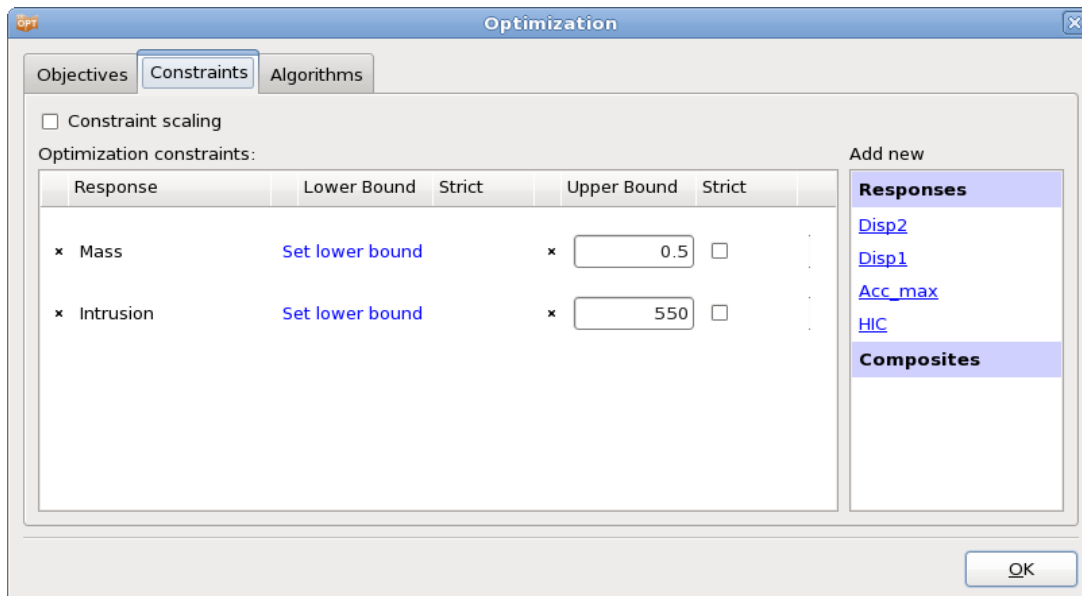 OPT
Optimization
Objectives Constraints Algorithms
Constraint scaling
Optimization constraints:
Add new
Response Lower Bound Strict Upper Bound Strict
Responses
Disp2
Mass Set lower bound 0.5
Disp1
Acc_max
Intrusion Set lower bound 550
HIC
Composites
OK